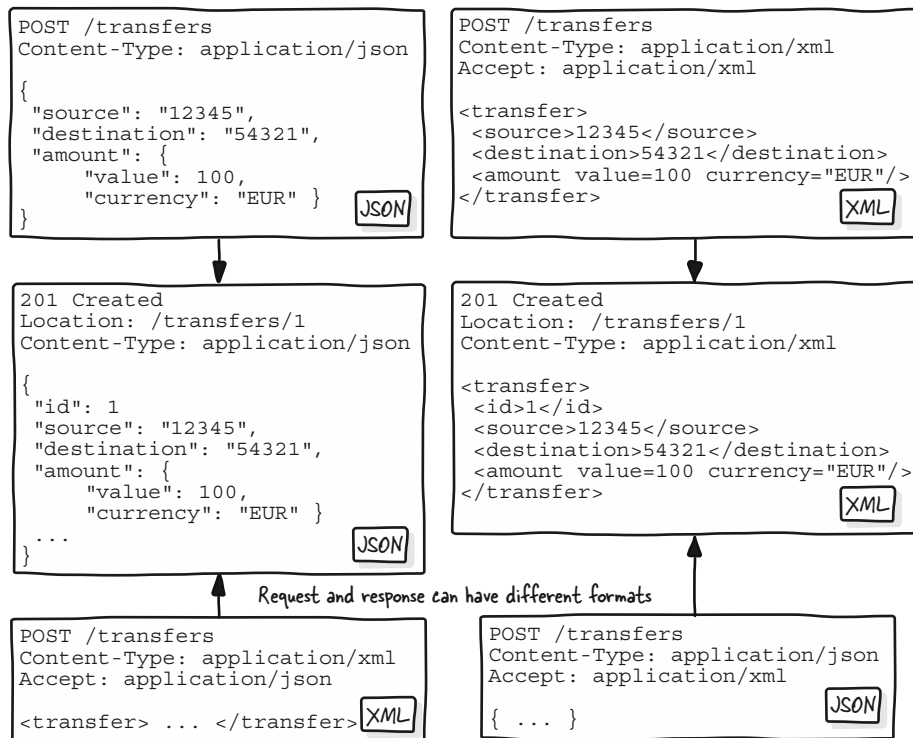 POST /transfers
Content-Type: application/json
{
"source": "12345",
"destination": "54321",
"amount": {
"value": 100,
"currency": "EUR" }
}
JSON
POST /transfers
Content-Type: application/xml
Accept: application/xml
<transfer>
<source>12345</source>
<destination>54321</destination>
<amount value=100 currency="EUR"/>
</transfer>
XML
201 Created
Location: /transfers/1
Content-Type: application/json
{
"id": 1
"source": "12345",
"destination": "54321",
"amount": {
"value": 100,
"currency": "EUR" }
...
}
JSON
201 Created
Location: /transfers/1
Content-Type: application/xml
<transfer>
<id>1</id>
<source>12345</source>
<destination>54321</destination>
<amount value=100 currency="EUR"/>
</transfer>
XML
Request and response can have different formats
POST /transfers
Content-Type: application/xml
Accept: application/json
<transfer> ... </transfer>
XML
POST /transfers
Content-Type: application/json
Accept: application/xml
{ ... }
JSON